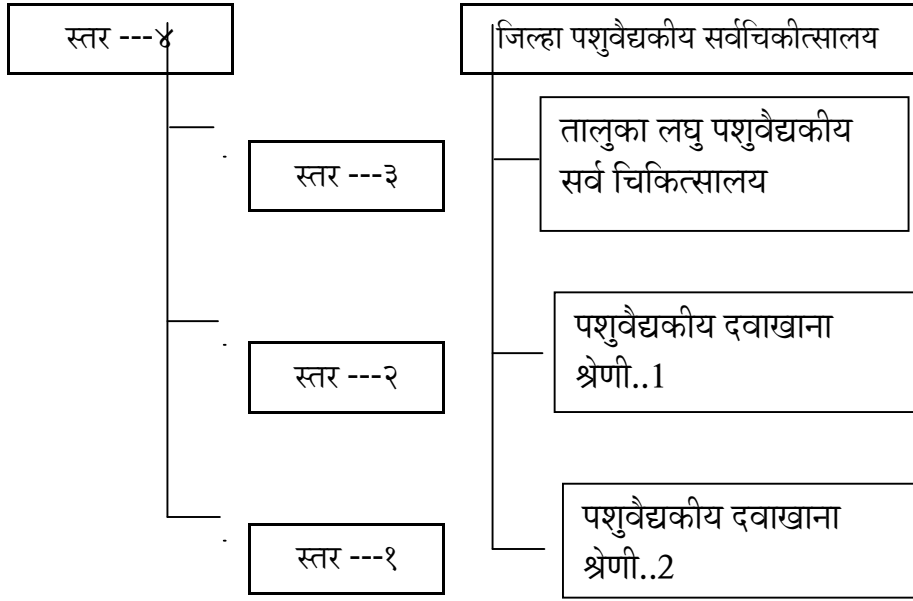 स्तर ---४
जिल्हा पशुवैद्यकीय सर्वचिकीत्सालय
स्तर ---३
तालुका लघु पशुवैद्यकीय
सर्व चिकित्सालय
स्तर ---२
पशुवैद्यकीय दवाखाना
श्रेणी..1
स्तर ---१
पशुवैद्यकीय दवाखाना
श्रेणी..2